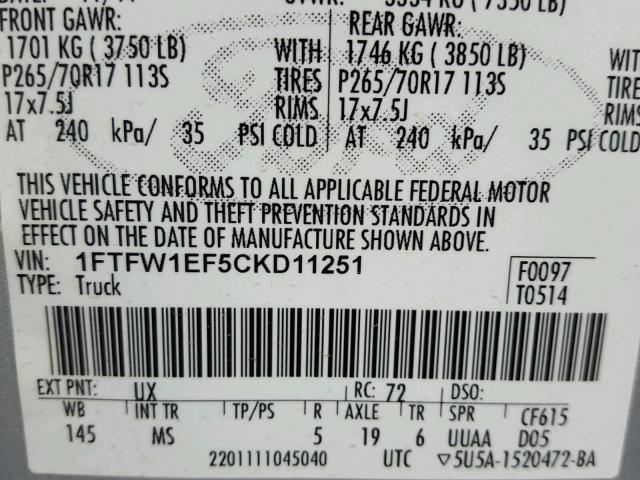 FRONT GAWR: REAR GAWR:
1701 KG ( 3750 LB) WITH 1746 KG ( 3850 LB) WITH
P265/70R17 113S TIRES P265/70R17 113S TIRE
17x7.5J RIMS 17x7.5J RIMS
AT 240 kPa/ 35 PSI COLD AT 240 kPa/ 35 PSI COLD
Ford
THIS VEHICLE CONFORMS TO ALL APPLICABLE FEDERAL MOTOR
VEHICLE SAFETY AND THEFT PREVENTION STANDARDS IN
EFFECT ON THE DATE OF MANUFACTURE SHOWN ABOVE.
VIN: 1FTFW1EF5CKD11251 F0097
TYPE: Truck T0514
EXT PNT: UX RC: 72 DSO:
WB INT TR TP/PS R AXLE TR SPR CF615
145 MS 5 19 6 UUAA D05
2201111045040 UTC ▽5U5A-1520472-BA